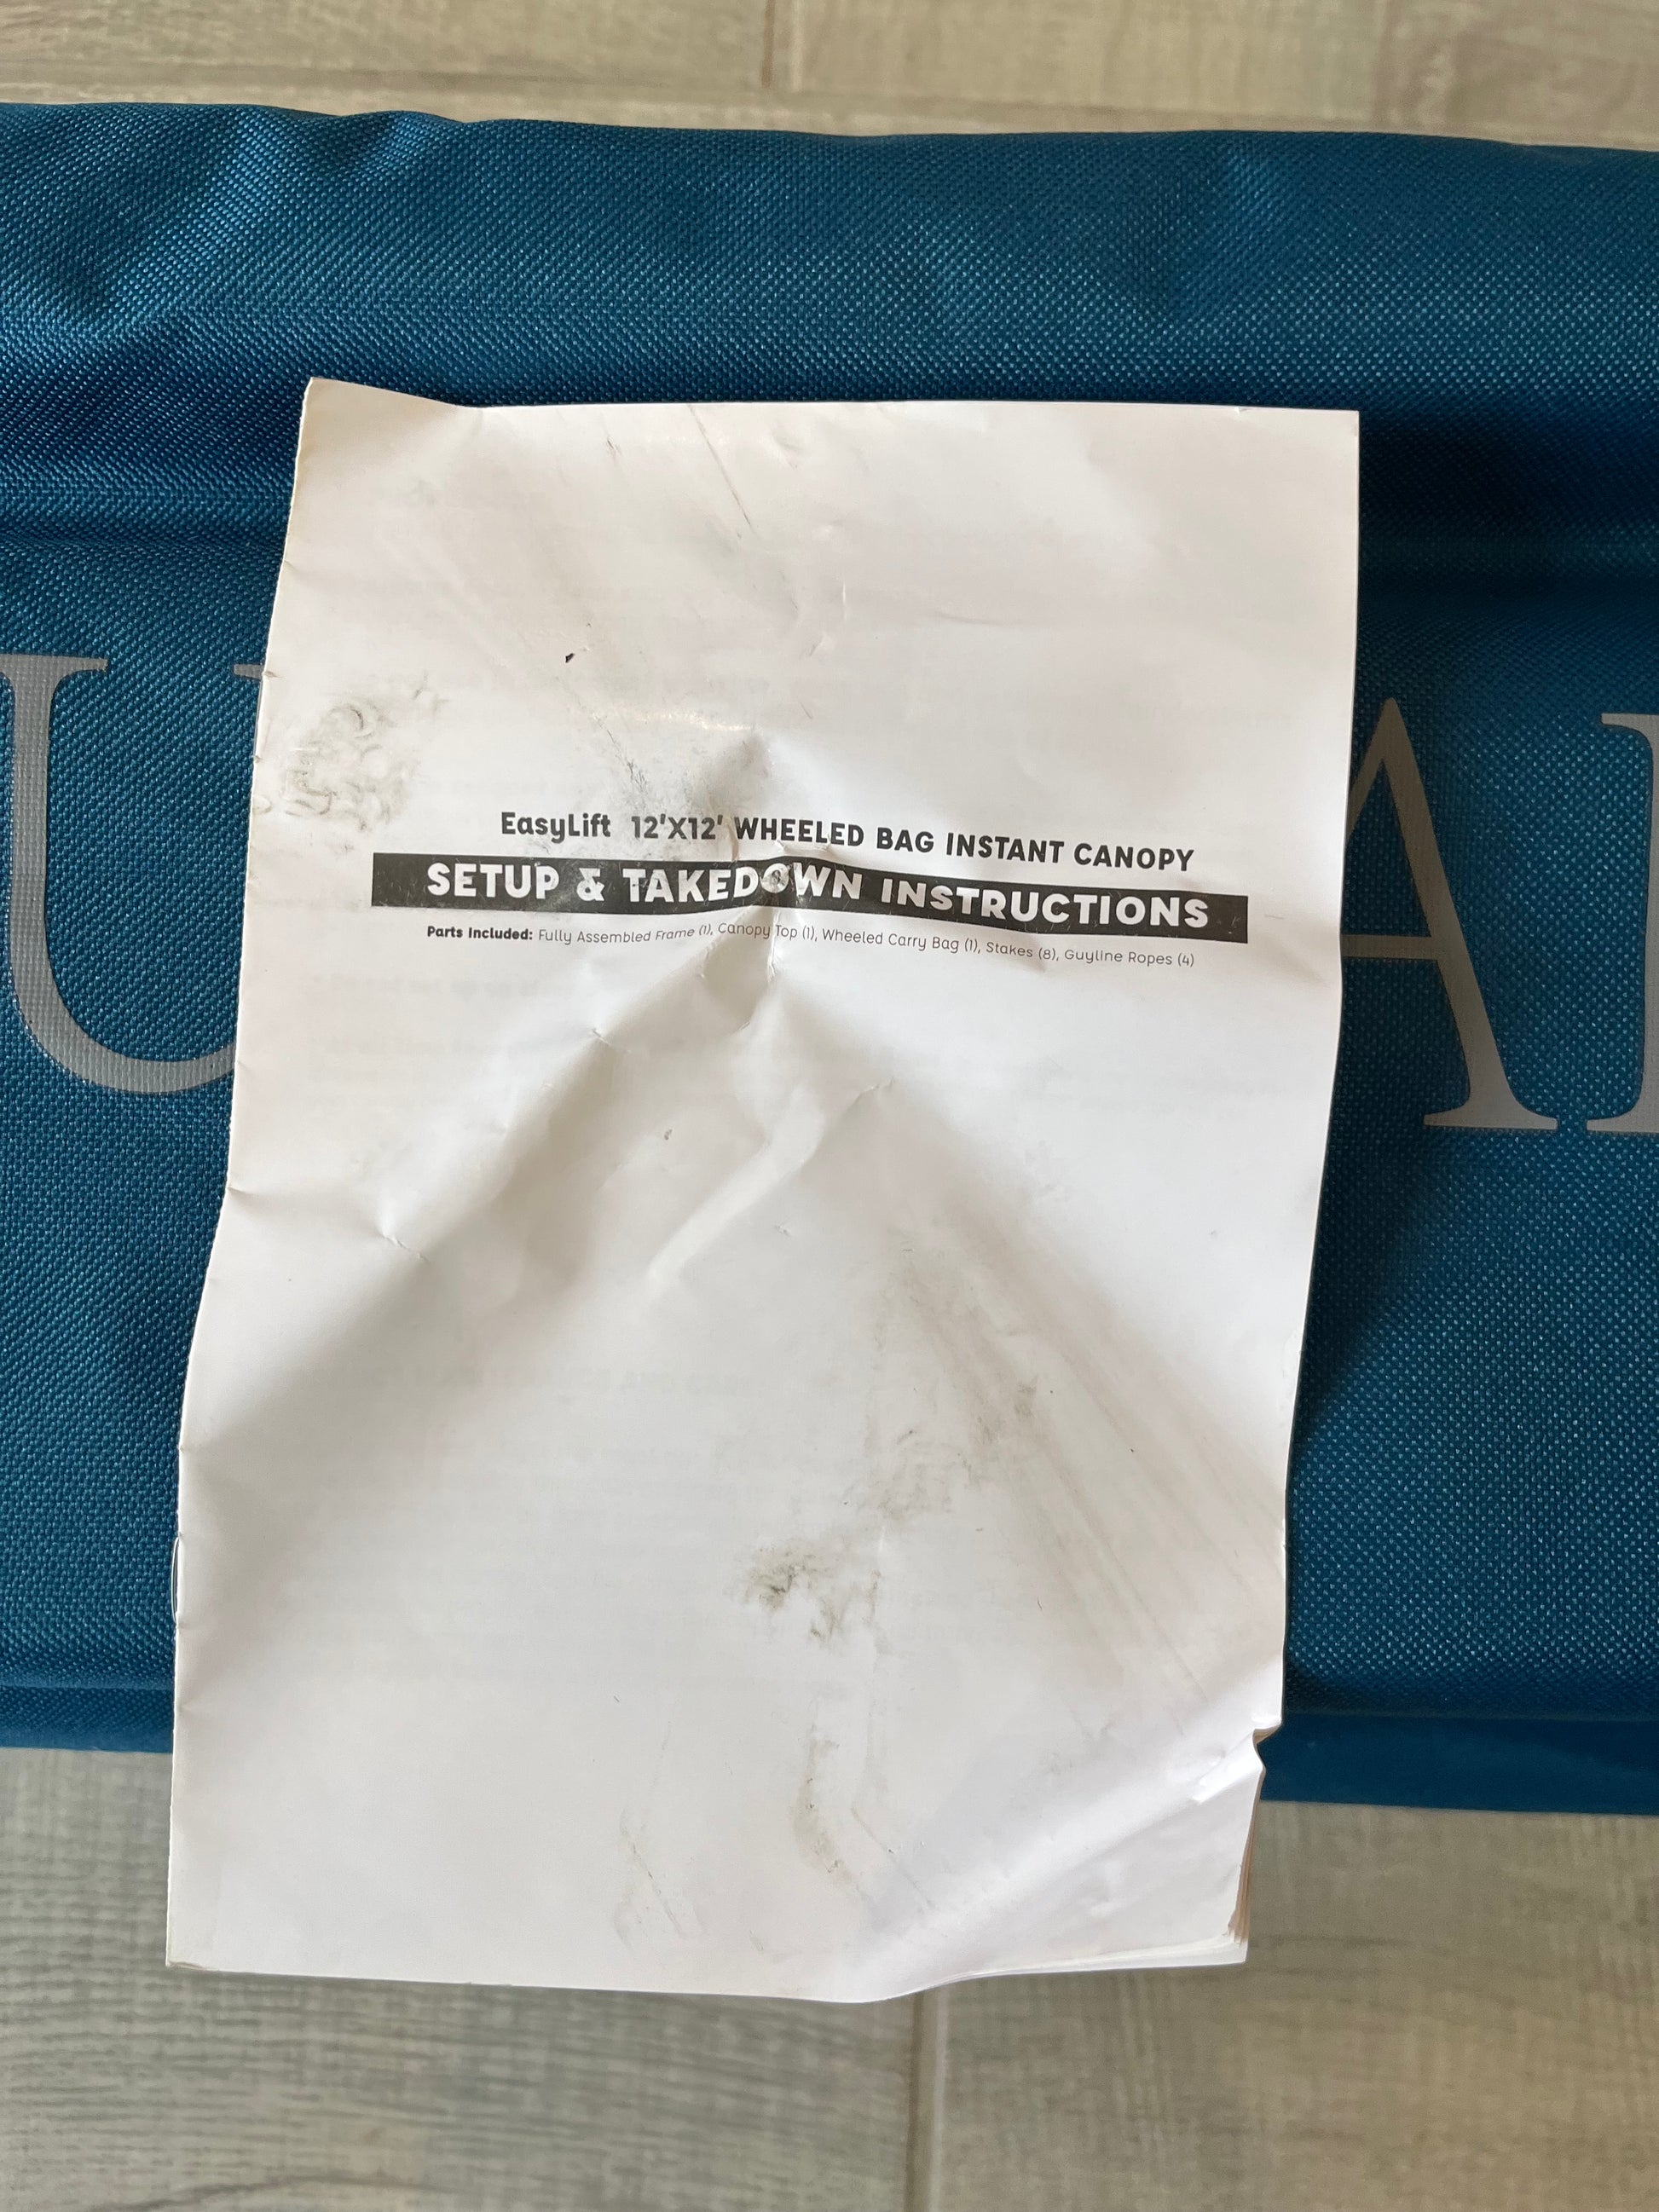 EasyLift 12'X12' WHEELED BAG INSTANT CANOPY
SETUP & TAKEDOWN INSTRUCTIONS
Parts Included: Fully Assembled Frame (1), Canopy Top (1), Wheeled Carry Bag (1), Stakes (8), Guyline Ropes (4)
U
A